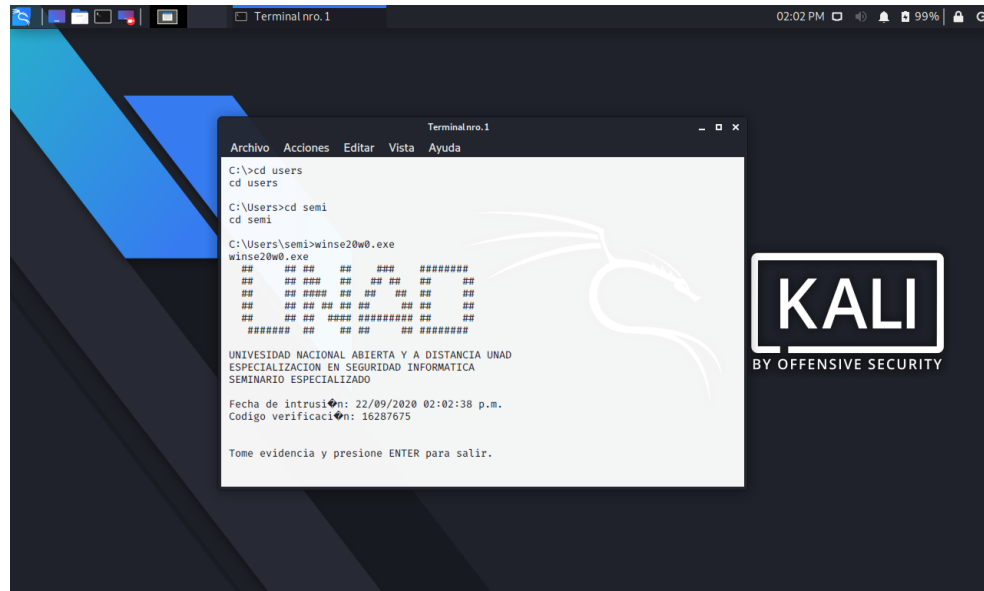 Terminal nro. 1
02:02 PM
99%
G
Terminal nro. 1
Archivo Acciones Editar Vista Ayuda
C:\>cd users
cd users
C:\Users>cd semi
cd semi
C:\Users\semi>winse20w0.exe
winse20w0.exe
UNAD
UNIVESIDAD NACIONAL ABIERTA Y A DISTANCIA UNAD
ESPECIALIZACION EN SEGURIDAD INFORMATICA
SEMINARIO ESPECIALIZADO
Fecha de intrusi�n: 22/09/2020 02:02:38 p.m.
Codigo verificaci�n: 16287675
Tome evidencia y presione ENTER para salir.
KALI
BY OFFENSIVE SECURITY